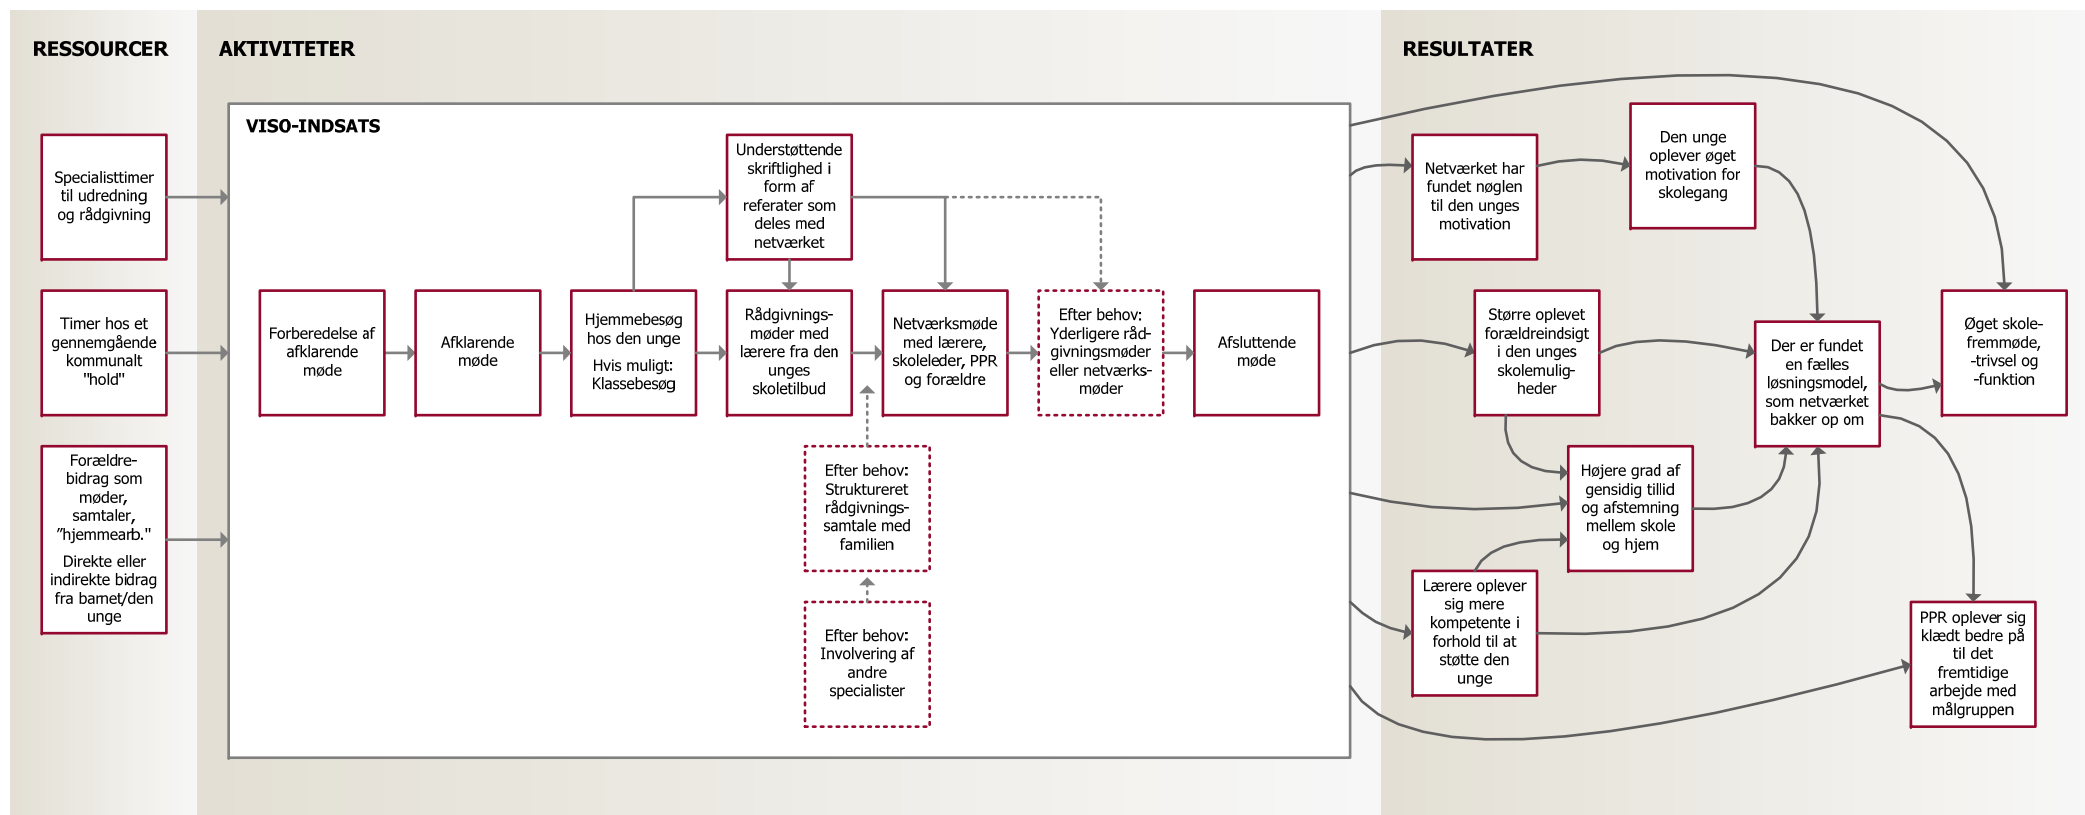 RESSOURCER
Specialisttimer
til udredning
og rådgivning
Timer hos et
gennemgående
kommunalt
"hold"
Forældre-
bidrag som
møder,
samtaler,
”hjemmearb."
Direkte eller
indirekte bidrag
fra barnet/den
unge
AKTIVITETER
VISO-INDSATS
Understøttende
skriftlighed i
form af
referater som
deles med
netværket
Forberedelse af
afklarende
møde
Afklarende
møde
Hjemmebesøg
hos den unge
Hvis muligt:
Klassebesøg
Rådgivnings-
møder med
lærere fra den
unges
skoletilbud
Netværksmøde
med lærere,
skoleleder, PPR
og forældre
Efter behov:
Yderligere råd-
givningsmøder
eller netværks-
møder
Afsluttende
møde
Efter behov:
Struktureret
rådgivnings-
samtale med
familien
Efter behov:
Involvering af
andre
specialister
RESULTATER
Netværket har
fundet nøglen
til den unges
motivation
Den unge
oplever øget
motivation for
skolegang
Større oplevet
forældreindsigt
i den unges
skolemulig-
heder
Højere grad af
gensidig tillid
og afstemning
mellem skole
og hjem
Lærere oplever
sig mere
kompetente i
forhold til at
støtte den
unge
Der er fundet
en fælles
løsningsmodel,
som netværket
bakker op om
Øget skole-
fremmøde,
-trivsel og
-funktion
PPR oplever sig
klædt bedre på
til det
fremtidige
arbejde med
målgruppen